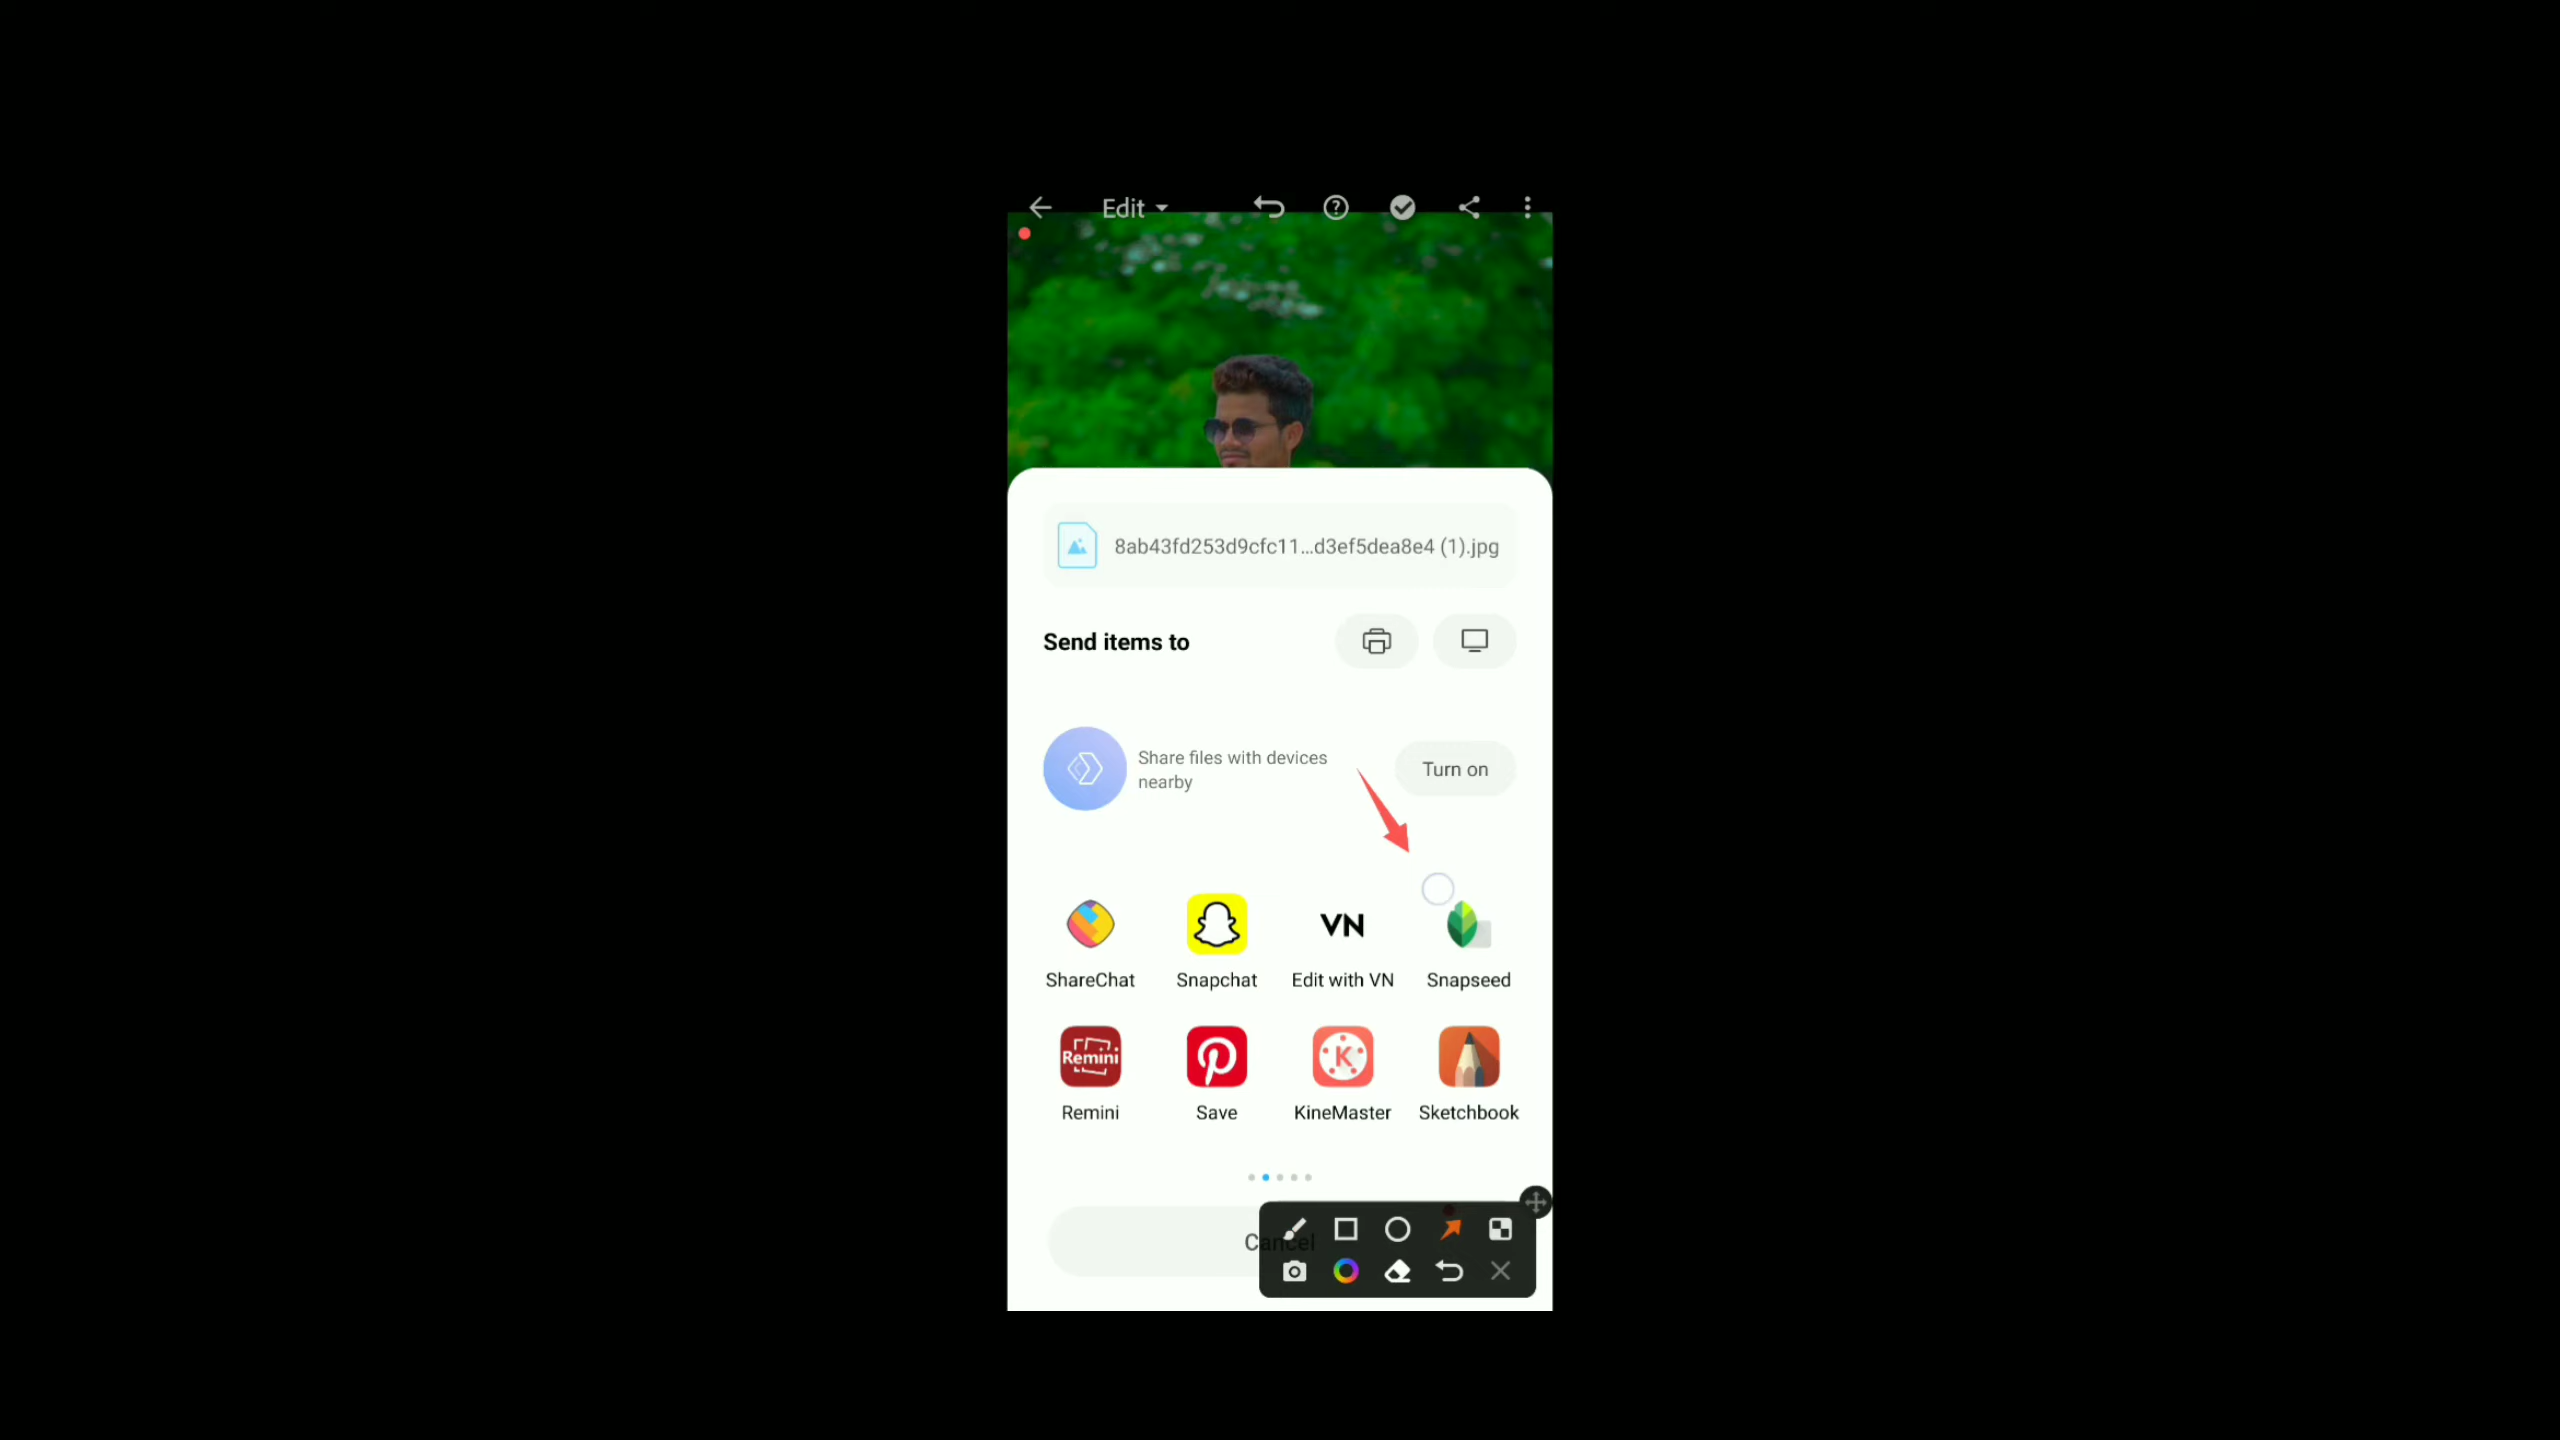 Edit
8ab43fd253d9cfc11...d3ef5dea8e4 (1).jpg
Send items to
Share files with devices
nearby
Turn on
VN
ShareChat
Snapchat
Edit with VN
Snapseed
Remini
K
Remini
Save
KineMaster
Sketchbook
Cancel